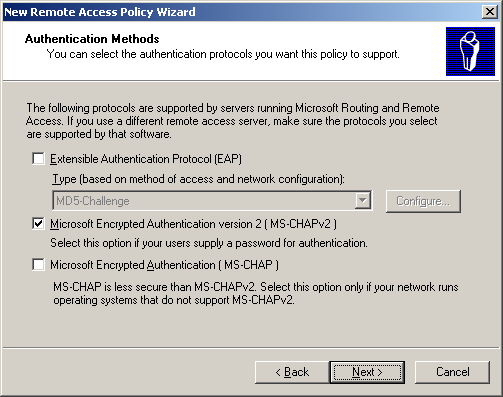 New Remote Access Policy Wizard
Authentication Methods
You can select the authentication protocols you want this policy to support.
The following protocols are supported by servers running Microsoft Routing and Remote
Access. If you use a different remote access server, make sure the protocols you select
are supported by that software.
Extensible Authentication Protocol (EAP)
Type (based on method of access and network configuration):
MD5-Challenge
Configure...
Microsoft Encrypted Authentication version 2 ( MS-CHAPv2 )
Select this option if your users supply a password for authentication.
Microsoft Encrypted Authentication ( MS-CHAP )
MS-CHAP is less secure than MS-CHAPv2. Select this option only if your network runs
operating systems that do not support MS-CHAPv2.
< Back
Next >
Cancel